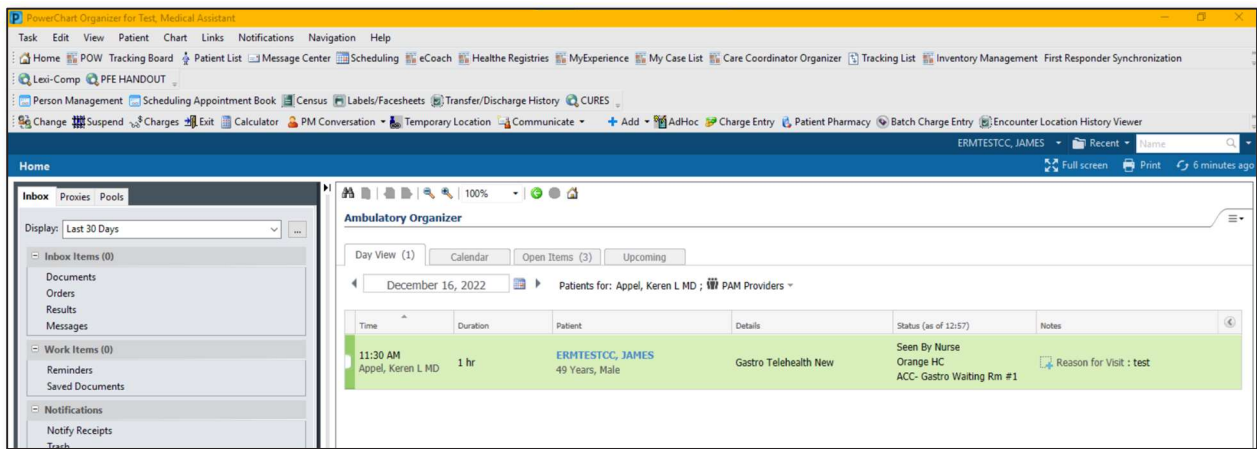 PowerChart Organizer for Test, Medical Assistant
Task Edit View Patient Chart Links Notifications Navigation Help
Home POW Tracking Board Patient List Message Center Scheduling eCoach Healthe Registries MyExperience My Case List Care Coordinator Organizer Tracking List Inventory Management First Responder Synchronization
Lexi-Comp PFE HANDOUT
Person Management Scheduling Appointment Book Census Labels/Facesheets Transfer/Discharge History CURES
Change Suspend Charges Exit Calculator PM Conversation Temporary Location Communicate Add AdHoc Charge Entry Patient Pharmacy Batch Charge Entry Encounter Location History Viewer
ERMTESTCC, JAMES Recent Name
Home Full screen Print 6 minutes ago
Inbox Proxies Pools
Display: Last 30 Days ...
Inbox Items (0)
Documents
Orders
Results
Messages
Work Items (0)
Reminders
Saved Documents
Notifications
Notify Receipts
Trash
100%
Ambulatory Organizer
Day View (1) Calendar Open Items (3) Upcoming
December 16, 2022 Patients for: Appel, Keren L MD ; PAM Providers
Time Duration Patient Details Status (as of 12:57) Notes
11:30 AM
Appel, Keren L MD
1 hr
ERMTESTCC, JAMES
49 Years, Male
Gastro Telehealth New
Seen By Nurse
Orange HC
ACC- Gastro Waiting Rm #1
Reason for Visit : test